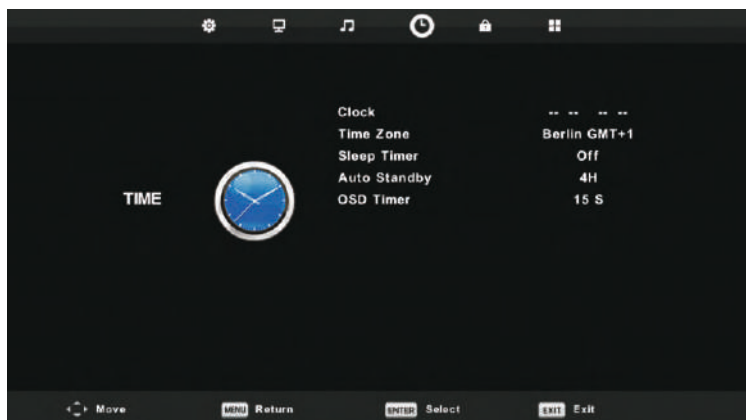 Clock -- -- -- --
Time Zone Berlin GMT+1
Sleep Timer Off
Auto Standby 4H
TIME
OSD Timer 15 S
Move MENU Return ENTER Select EXIT Exit